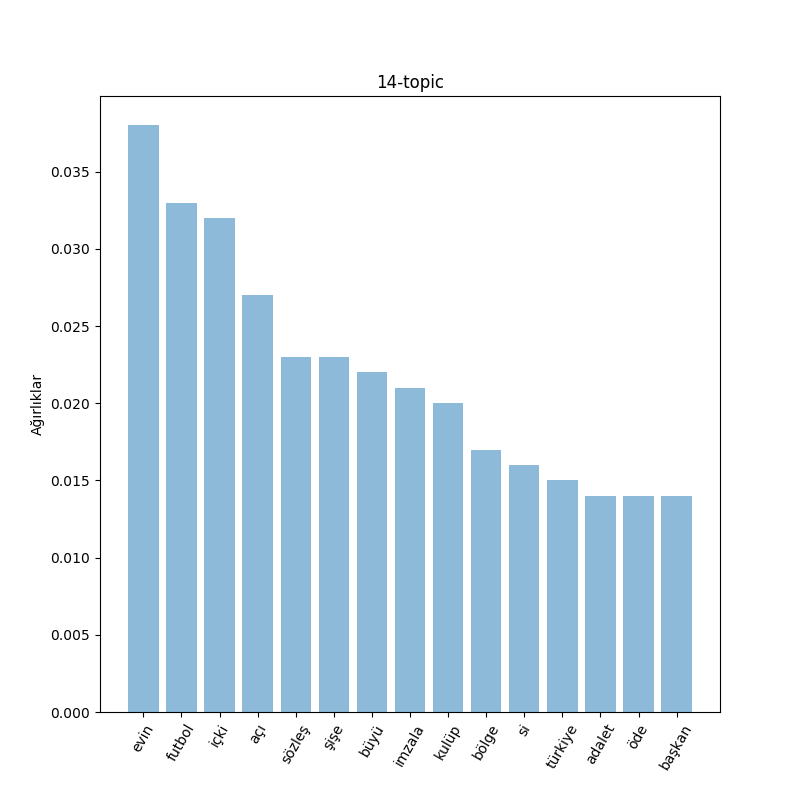 14-topic
Ağırlıklar
0.035
0.030
0.025
0.020
0.015
0.010
0.005
0.000
evin
futbol
içki
açı
sözleş
şişe
büyü
imzala
kulüp
bölge
si
türkiye
adalet
öde
başkan